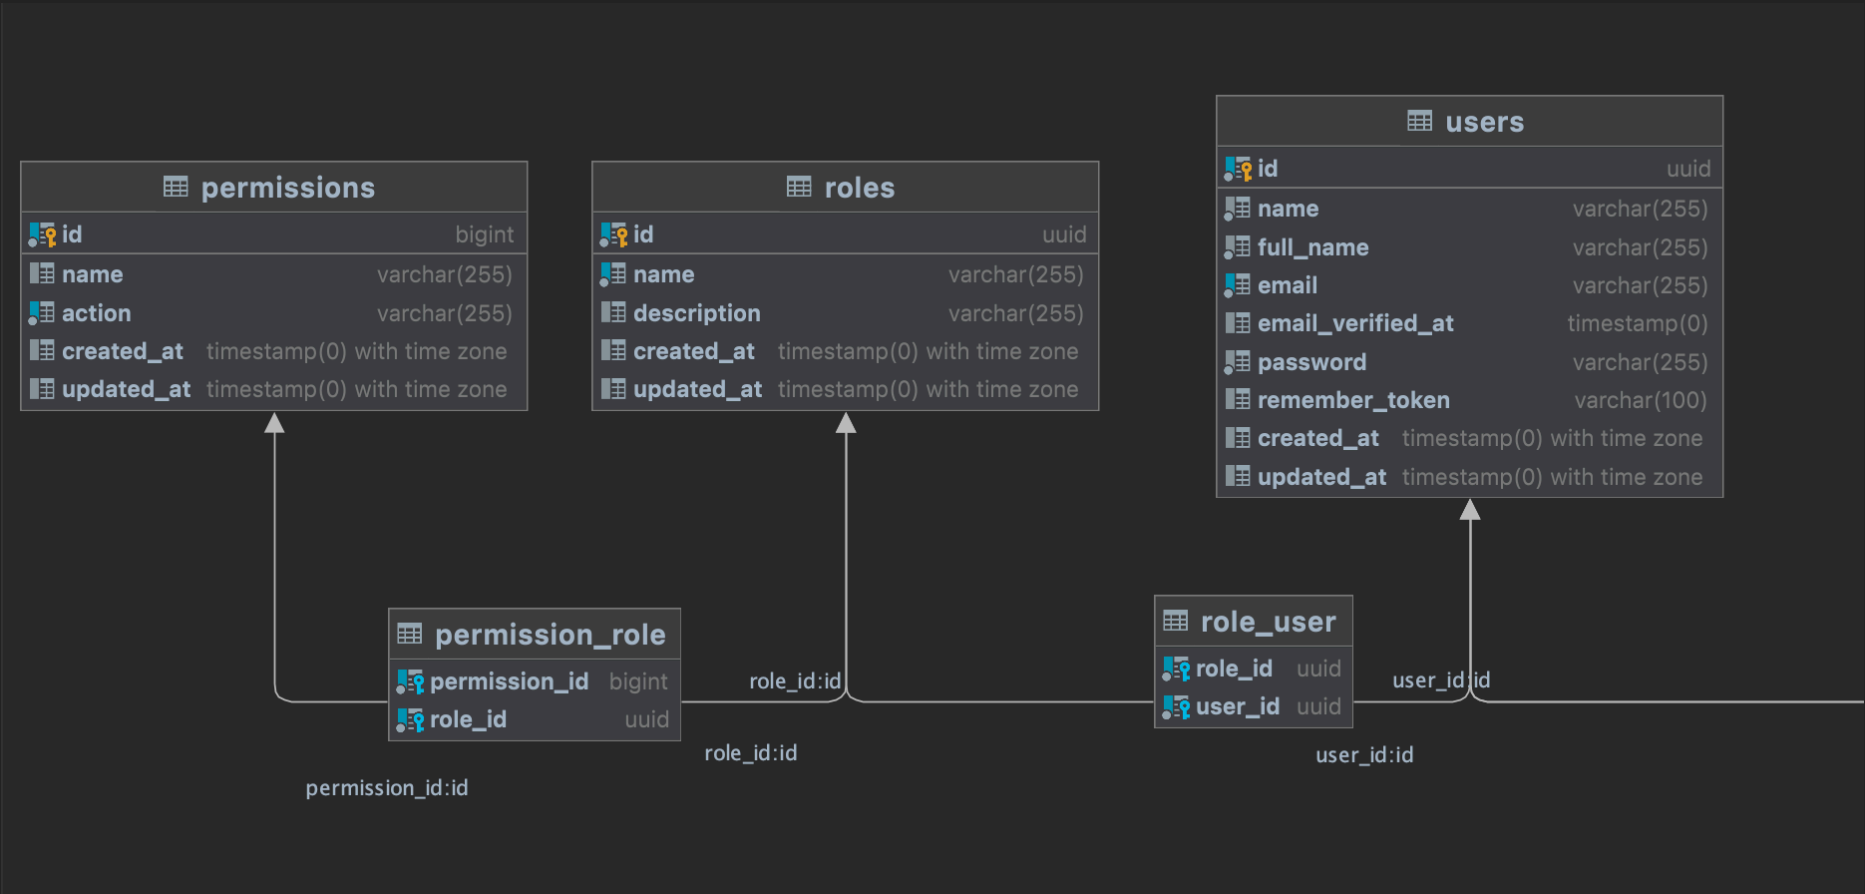 permissions
id bigint
name varchar(255)
action varchar(255)
created_at timestamp(0) with time zone
updated_at timestamp(0) with time zone
roles
id uuid
name varchar(255)
description varchar(255)
created_at timestamp(0) with time zone
updated_at timestamp(0) with time zone
users
id uuid
name varchar(255)
full_name varchar(255)
email varchar(255)
email_verified_at timestamp(0)
password varchar(255)
remember_token varchar(100)
created_at timestamp(0) with time zone
updated_at timestamp(0) with time zone
permission_role
permission_id bigint
role_id uuid
role_id:id
role_user
role_id uuid
user_id uuid
user_id:id
permission_id:id
role_id:id
user_id:id